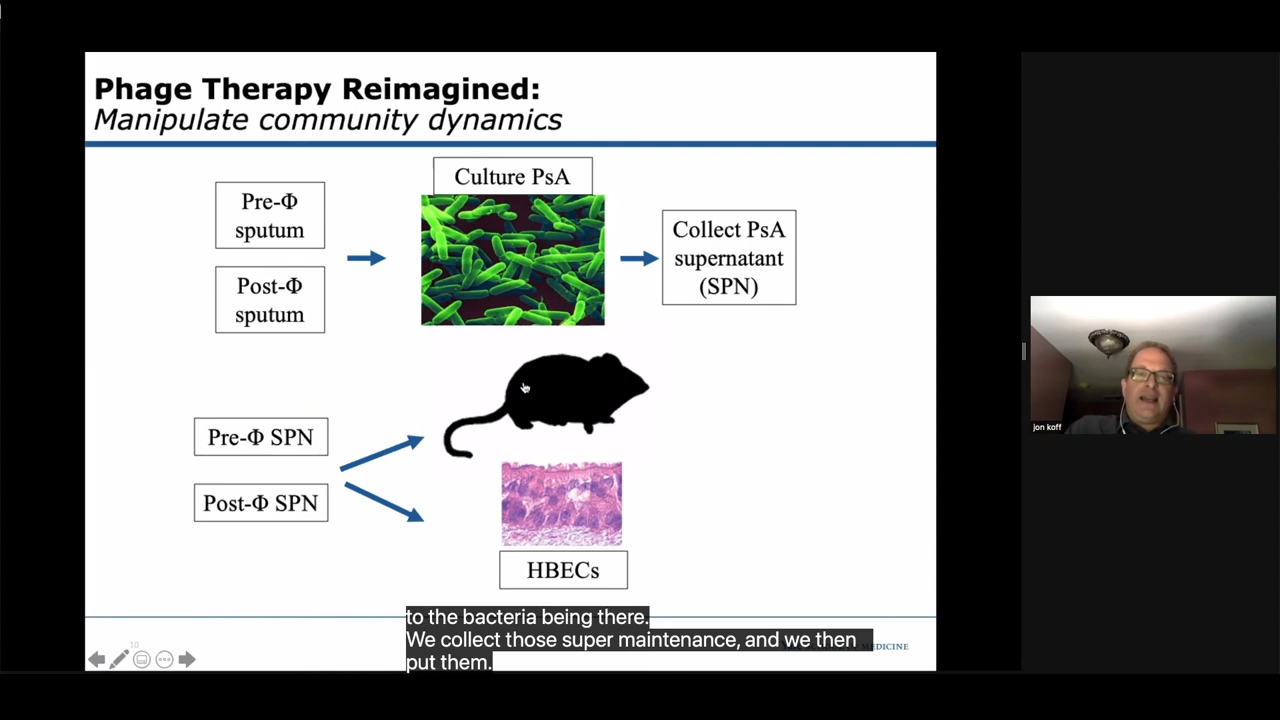 Phage Therapy Reimagined:
Manipulate community dynamics
Culture PsA
Pre-Φ
sputum
Post-Φ
sputum
Collect PsA
supernatant
(SPN)
Pre-Φ SPN
Post-Φ SPN
HBECs
to the bacteria being there.
We collect those super maintenance, and we then
put them.
10
jon koff